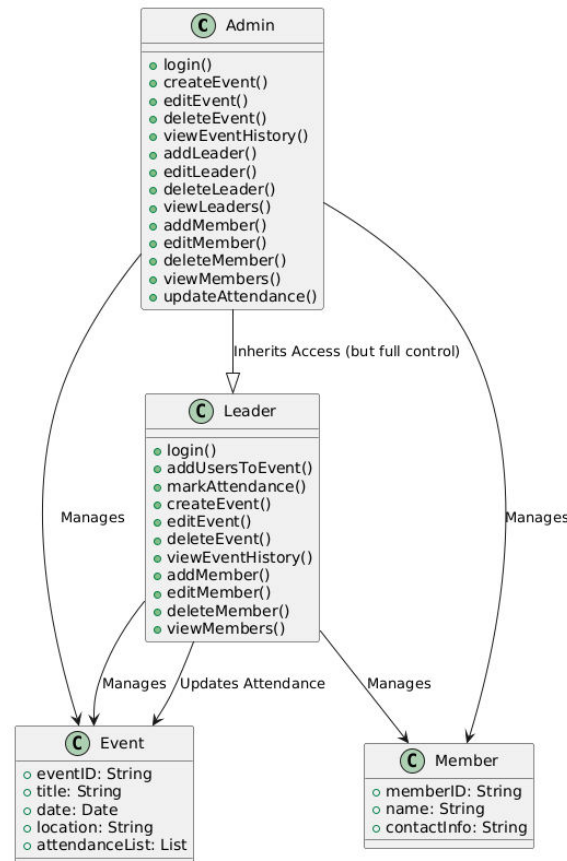 C Admin
login()
createEvent()
editEvent()
deleteEvent()
viewEventHistory()
addLeader()
editLeader()
deleteLeader()
viewLeaders()
addMember()
editMember()
deleteMember()
viewMembers()
updateAttendance()
Inherits Access (but full control)
C Leader
login()
addUsersToEvent()
markAttendance()
createEvent()
editEvent()
deleteEvent()
viewEventHistory()
addMember()
editMember()
deleteMember()
viewMembers()
Manages
Manages
Manages
Updates Attendance
Manages
C Event
eventID: String
title: String
date: Date
location: String
attendanceList: List
C Member
memberID: String
name: String
contactInfo: String